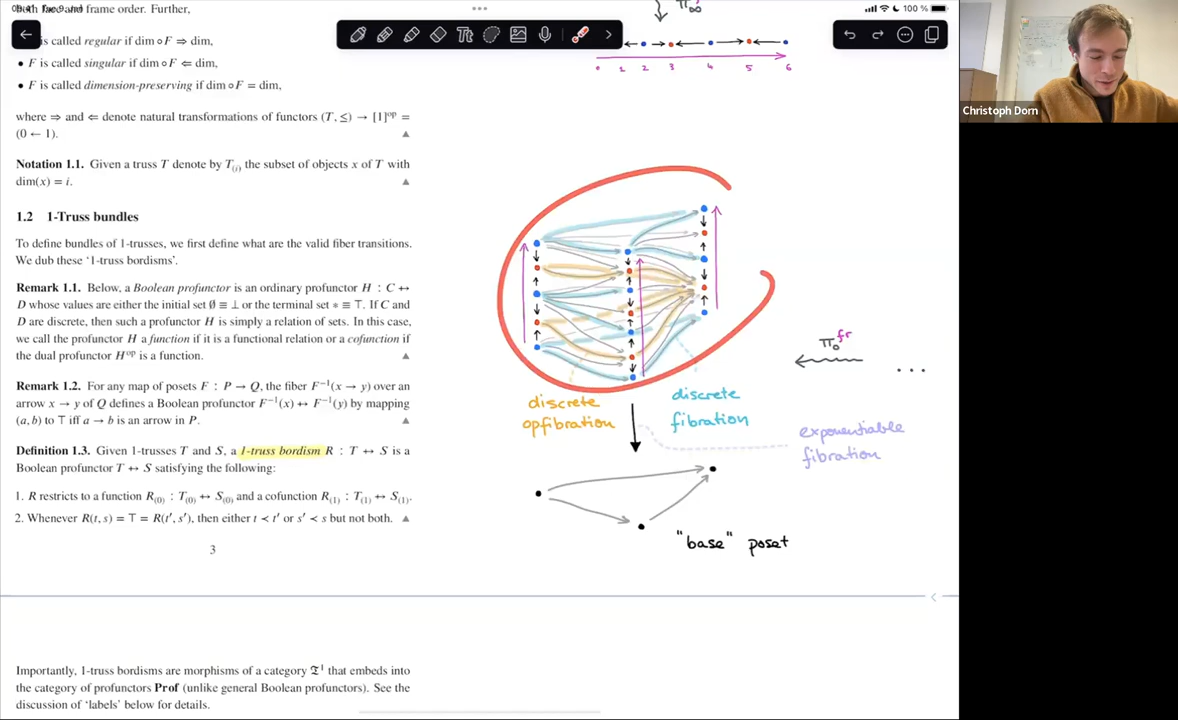 both face and frame order. Further,
is called regular if dim ∘ F ⇒ dim,
• F is called singular if dim ∘ F ⇐ dim,
• F is called dimension-preserving if dim ∘ F = dim,
where ⇒ and ⇐ denote natural transformations of functors (T, ≤) → [1]ᵒᵖ =
(0 ← 1). ▲
Notation 1.1. Given a truss T denote by T₍ᵢ₎ the subset of objects x of T with
dim(x) = i. ▲
1.2 1-Truss bundles
To define bundles of 1-trusses, we first define what are the valid fiber transitions.
We dub these ‘1-truss bordisms’.
Remark 1.1. Below, a Boolean profunctor is an ordinary profunctor H : C ⇸
D whose values are either the initial set ∅ ≡ ⊥ or the terminal set ∗ ≡ ⊤. If C and
D are discrete, then such a profunctor H is simply a relation of sets. In this case,
we call the profunctor H a function if it is a functional relation or a cofunction if
the dual profunctor Hᵒᵖ is a function. ▲
Remark 1.2. For any map of posets F : P → Q, the fiber F⁻¹(x → y) over an
arrow x → y of Q defines a Boolean profunctor F⁻¹(x) ⇸ F⁻¹(y) by mapping
(a, b) to ⊤ iff a → b is an arrow in P. ▲
Definition 1.3. Given 1-trusses T and S, a 1-truss bordism R : T ⇸ S is a
Boolean profunctor T ⇸ S satisfying the following:
1. R restricts to a function R₍₀₎ : T₍₀₎ ⇸ S₍₀₎ and a cofunction R₍₁₎ : T₍₁₎ ⇸ S₍₁₎.
2. Whenever R(t, s) = ⊤ = R(t′, s′), then either t < t′ or s′ < s but not both. ▲
3
Importantly, 1-truss bordisms are morphisms of a category 𝔗¹ that embeds into
the category of profunctors Prof (unlike general Boolean profunctors). See the
discussion of ‘labels’ below for details.
1 2 3 4 5 6
π₀ᶠʳ
...
discrete
opfibration
discrete
fibration
exponentiable
fibration
"base" poset
100 %
Christoph Dorn